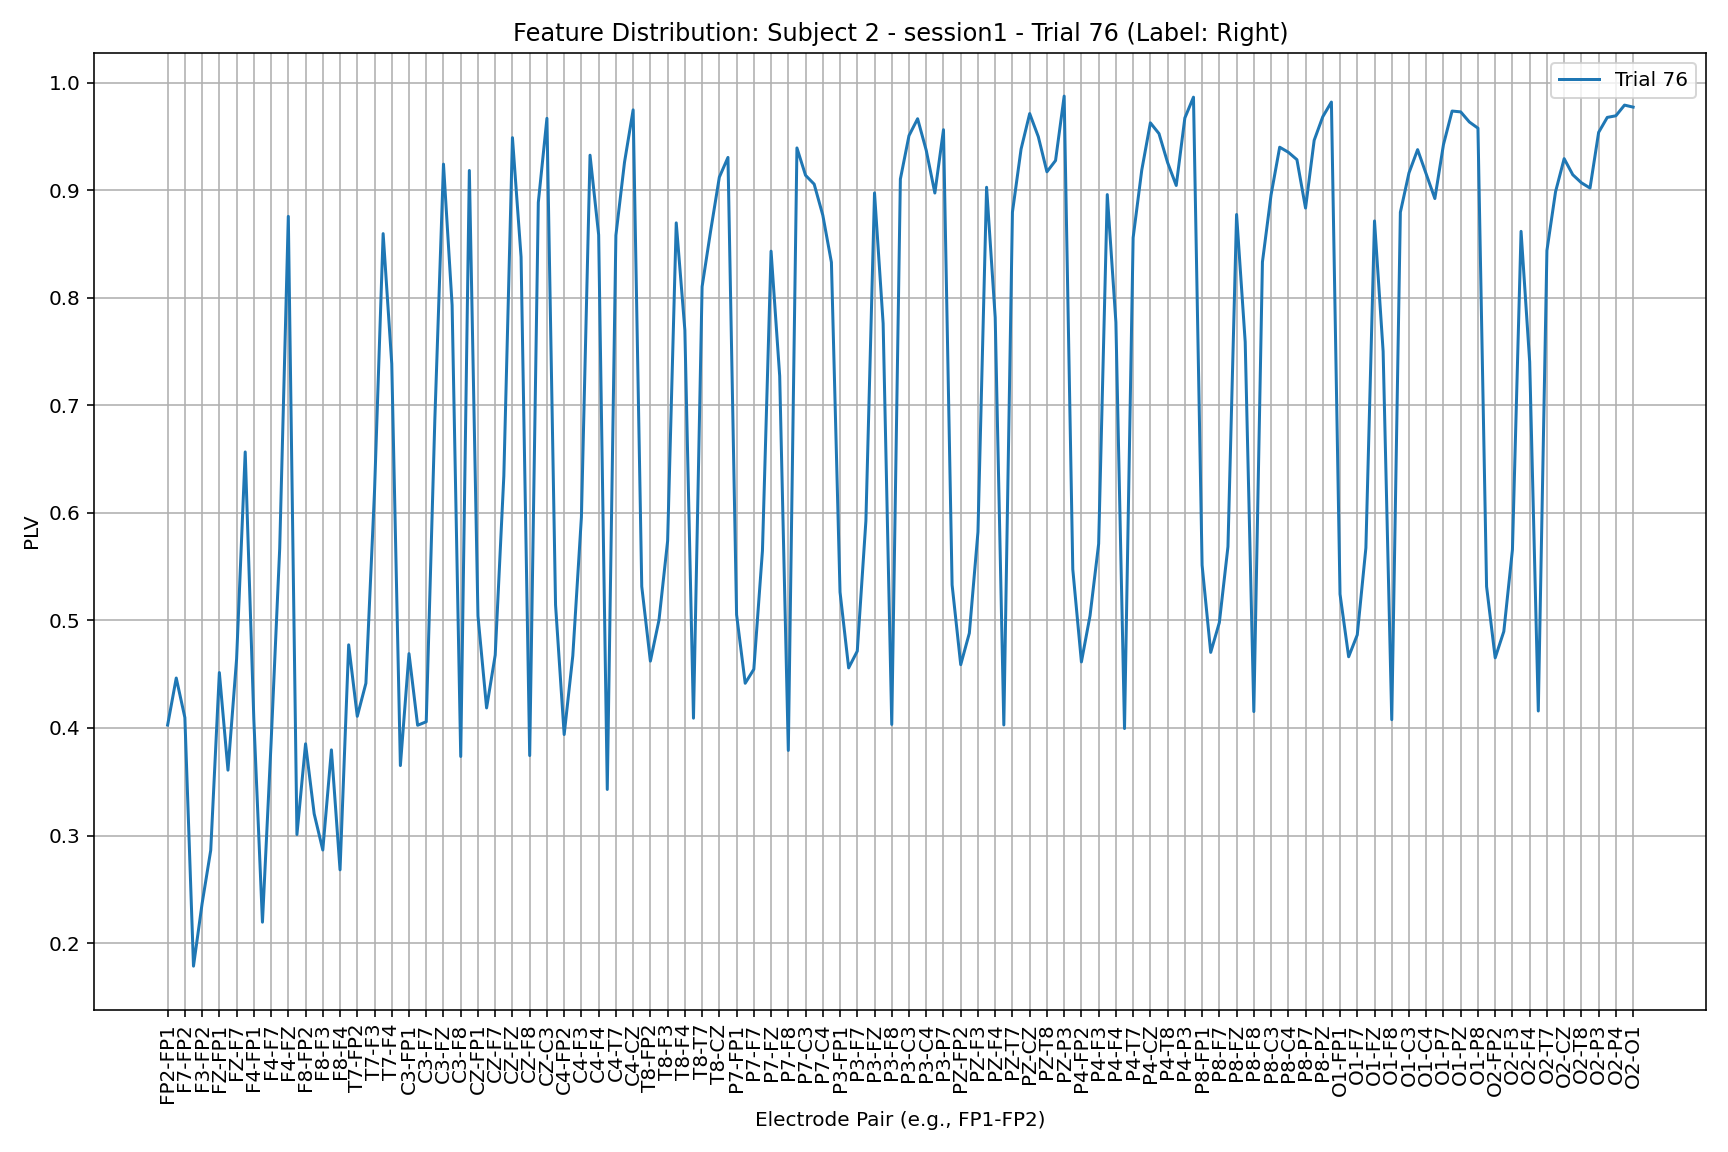 Feature Distribution: Subject 2 - session1 - Trial 76 (Label: Right)
Trial 76
1.0
0.9
0.8
0.7
0.6
0.5
0.4
0.3
0.2
PLV
FP2-FP1
F7-FP2
F3-FP2
FZ-FP1
FZ-F7
F4-FP1
F4-F7
F4-FZ
F8-FP2
F8-F3
F8-F4
T7-FP2
T7-F3
T7-F4
C3-FP1
C3-F7
C3-FZ
C3-F8
CZ-FP1
CZ-F7
CZ-FZ
CZ-F8
CZ-C3
C4-FP2
C4-F3
C4-F4
C4-T7
C4-CZ
T8-FP2
T8-F3
T8-F4
T8-T7
T8-CZ
P7-FP1
P7-F7
P7-FZ
P7-F8
P7-C3
P7-C4
P3-FP1
P3-F7
P3-FZ
P3-F8
P3-C3
P3-C4
P3-P7
PZ-FP2
PZ-F3
PZ-F4
PZ-T7
PZ-CZ
PZ-T8
PZ-P3
P4-FP2
P4-F3
P4-F4
P4-T7
P4-CZ
P4-T8
P4-P3
P8-FP1
P8-F7
P8-FZ
P8-F8
P8-C3
P8-C4
P8-P7
P8-PZ
O1-FP1
O1-F7
O1-FZ
O1-F8
O1-C3
O1-C4
O1-P7
O1-PZ
O1-P8
O2-FP2
O2-F3
O2-F4
O2-T7
O2-CZ
O2-T8
O2-P3
O2-P4
O2-O1
Electrode Pair (e.g., FP1-FP2)